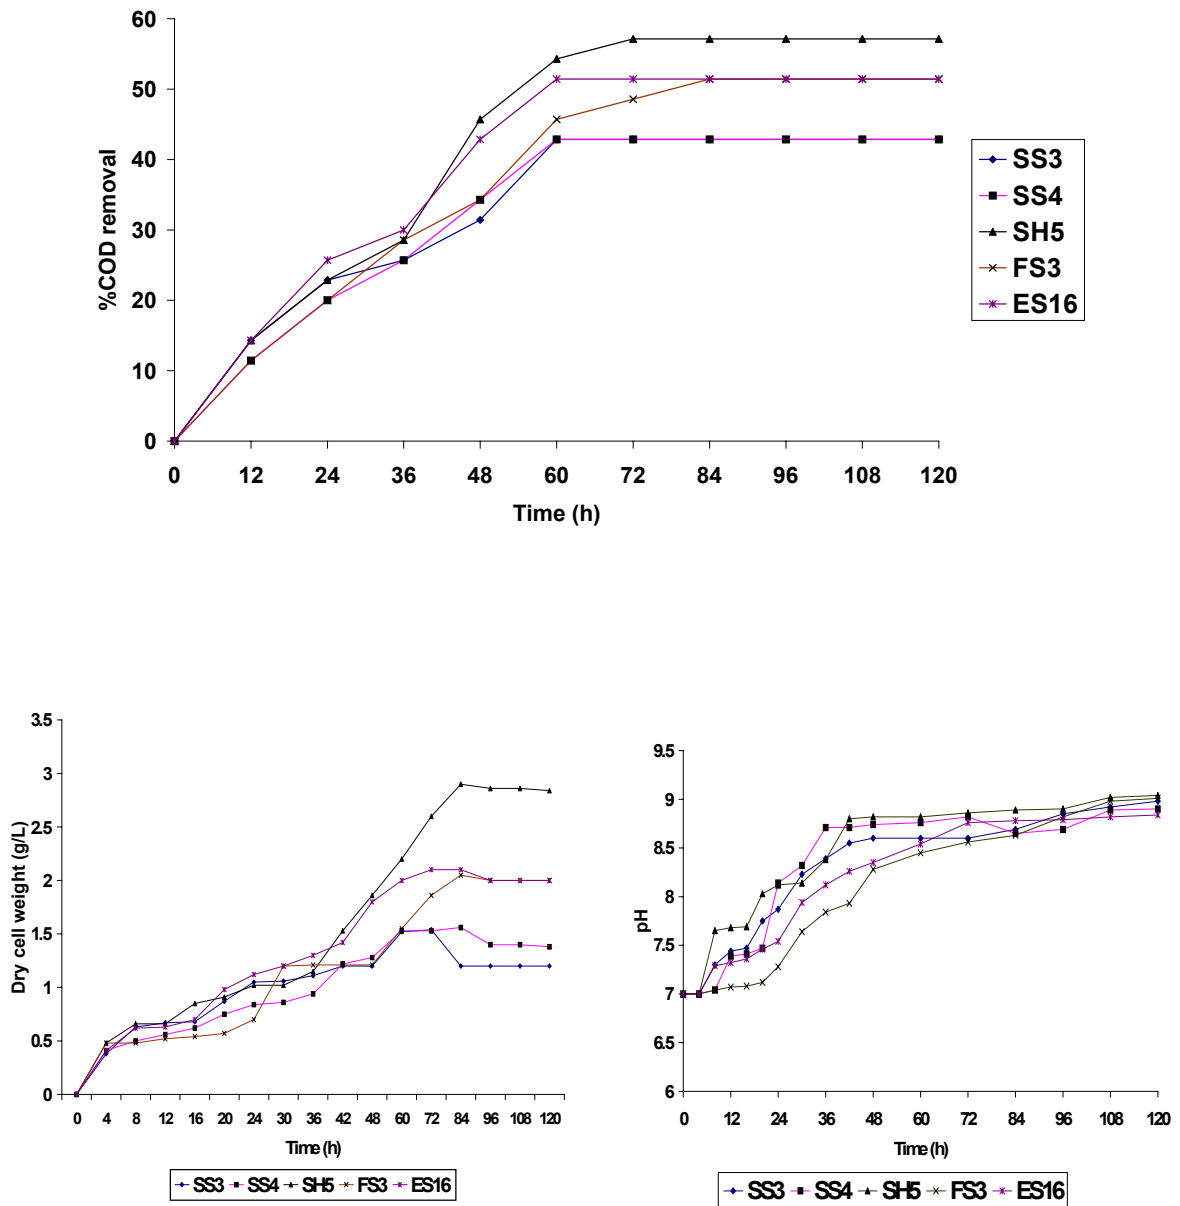 60
50
40
30
20
10
0
%COD removal
0 12 24 36 48 60 72 84 96 108 120
Time (h)
SS3
SS4
SH5
FS3
ES16
3.5
3
2.5
2
1.5
1
0.5
0
Dry cell weight (g/L)
0 4 8 12 16 20 24 30 36 42 48 60 72 84 96 108 120
Time (h)
SS3 SS4 SH5 FS3 ES16
9.5
9
8.5
8
7.5
7
6.5
6
pH
0 12 24 36 48 60 72 84 96 108 120
Time (h)
SS3 SS4 SH5 FS3 ES16